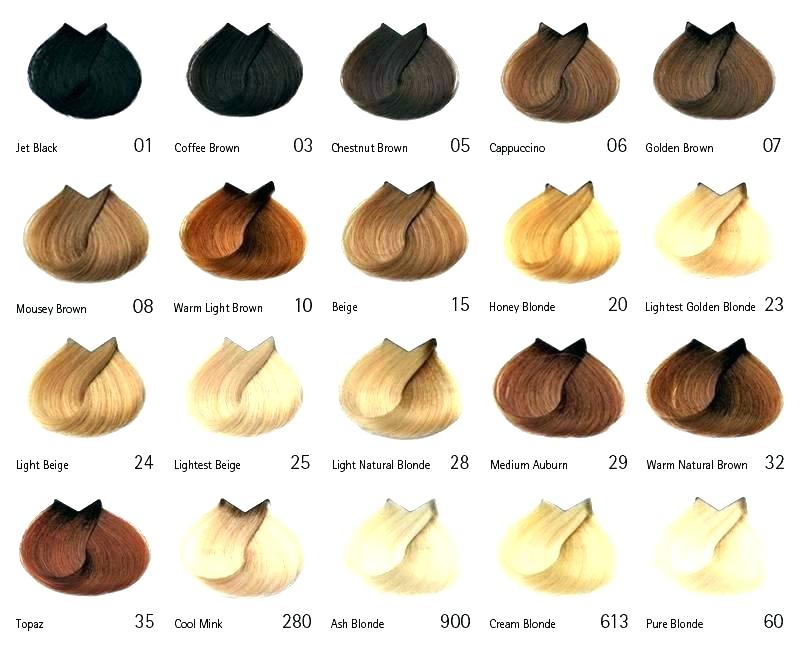 Jet Black 01 Coffee Brown 03 Chestnut Brown 05 Cappuccino 06 Golden Brown 07
Mousey Brown 08 Warm Light Brown 10 Beige 15 Honey Blonde 20 Lightest Golden Blonde 23
Light Beige 24 Lightest Beige 25 Light Natural Blonde 28 Medium Auburn 29 Warm Natural Brown 32
Topaz 35 Cool Mink 280 Ash Blonde 900 Cream Blonde 613 Pure Blonde 60